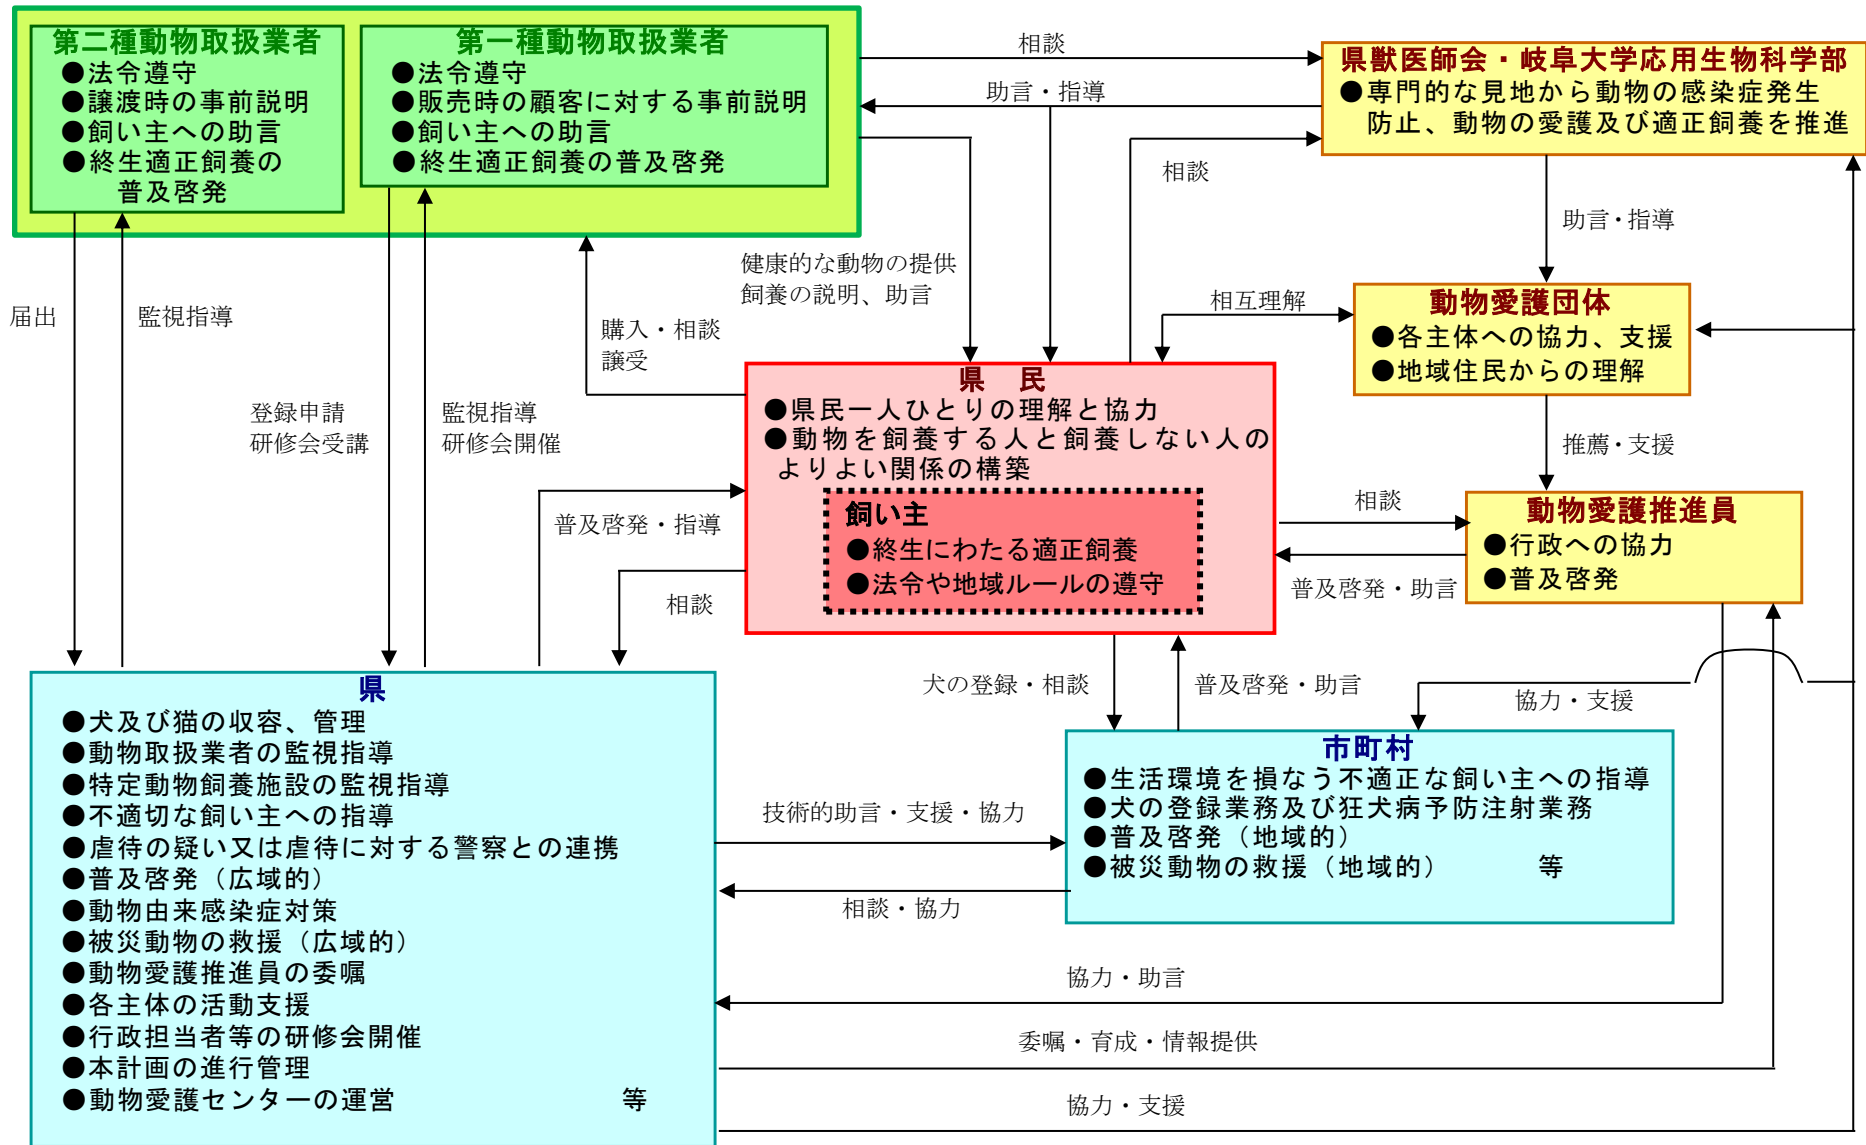 第二種動物取扱業者
●法令遵守
●譲渡時の事前説明
●飼い主への助言
●終生適正飼養の
普及啓発
第一種動物取扱業者
●法令遵守
●販売時の顧客に対する事前説明
●飼い主への助言
●終生適正飼養の普及啓発
相談
助言・指導
相談
県獣医師会・岐阜大学応用生物科学部
●専門的な見地から動物の感染症発生
防止、動物の愛護及び適正飼養を推進
助言・指導
健康的な動物の提供
飼養の説明、助言
届出
監視指導
購入・相談
譲受
相互理解
動物愛護団体
●各主体への協力、支援
●地域住民からの理解
登録申請
研修会受講
監視指導
研修会開催
県　民
●県民一人ひとりの理解と協力
●動物を飼養する人と飼養しない人の
よりよい関係の構築
飼い主
●終生にわたる適正飼養
●法令や地域ルールの遵守
推薦・支援
普及啓発・指導
相談
相談
普及啓発・助言
動物愛護推進員
●行政への協力
●普及啓発
犬の登録・相談
普及啓発・助言
協力・支援
県
●犬及び猫の収容、管理
●動物取扱業者の監視指導
●特定動物飼養施設の監視指導
●不適切な飼い主への指導
●虐待の疑い又は虐待に対する警察との連携
●普及啓発（広域的）
●動物由来感染症対策
●被災動物の救援（広域的）
●動物愛護推進員の委嘱
●各主体の活動支援
●行政担当者等の研修会開催
●本計画の進行管理
●動物愛護センターの運営　等
市町村
●生活環境を損なう不適正な飼い主への指導
●犬の登録業務及び狂犬病予防注射業務
●普及啓発（地域的）
●被災動物の救援（地域的）　等
技術的助言・支援・協力
相談・協力
協力・助言
委嘱・育成・情報提供
協力・支援